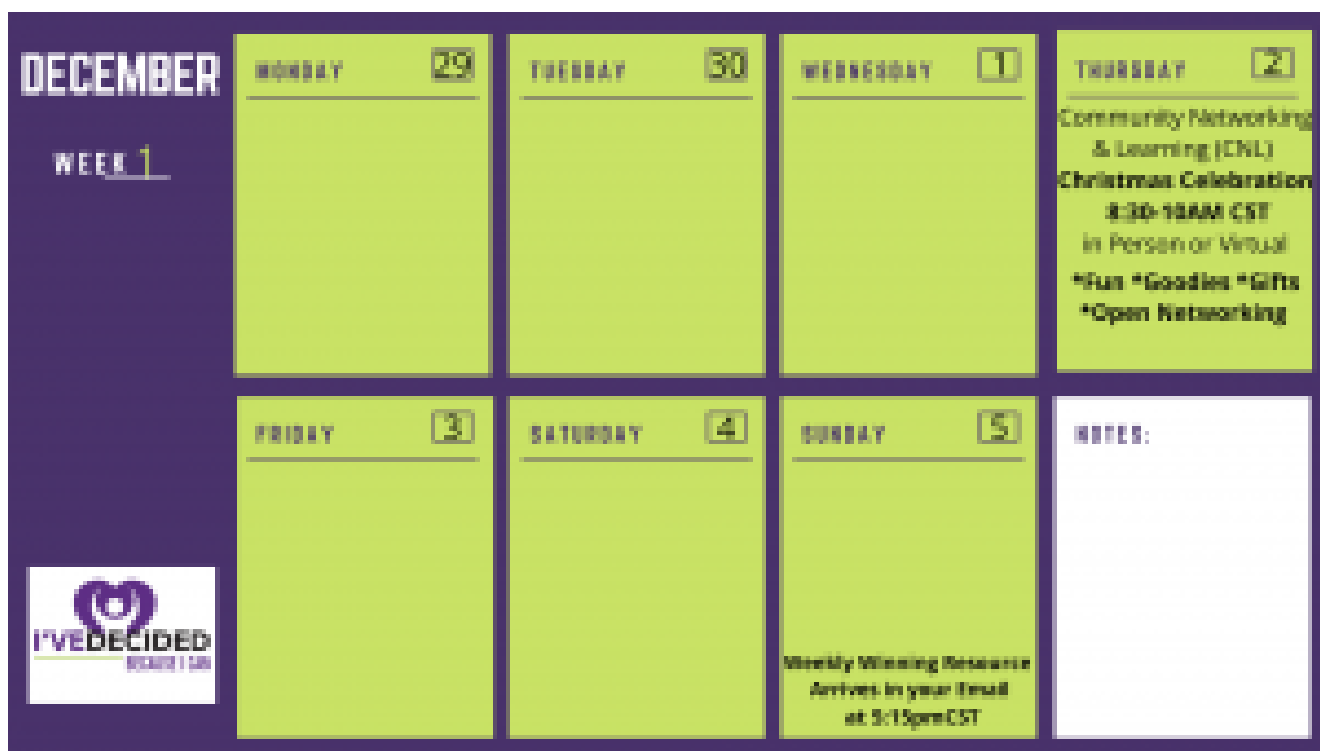 DECEMBER
WEEK 1
MONDAY 29
TUESDAY 30
WEDNESDAY 1
THURSDAY 2
Community Networking
& Learning (CNL)
Christmas Celebration
8:30-10AM CST
in Person or Virtual
*Fun *Goodies *Gifts
*Open Networking
FRIDAY 3
SATURDAY 4
SUNDAY 5
Weekly Winning Resource
Arrives in your Email
at 5:15pmCST
NOTES:
I'VEDECIDED
BECAUSE I CAN